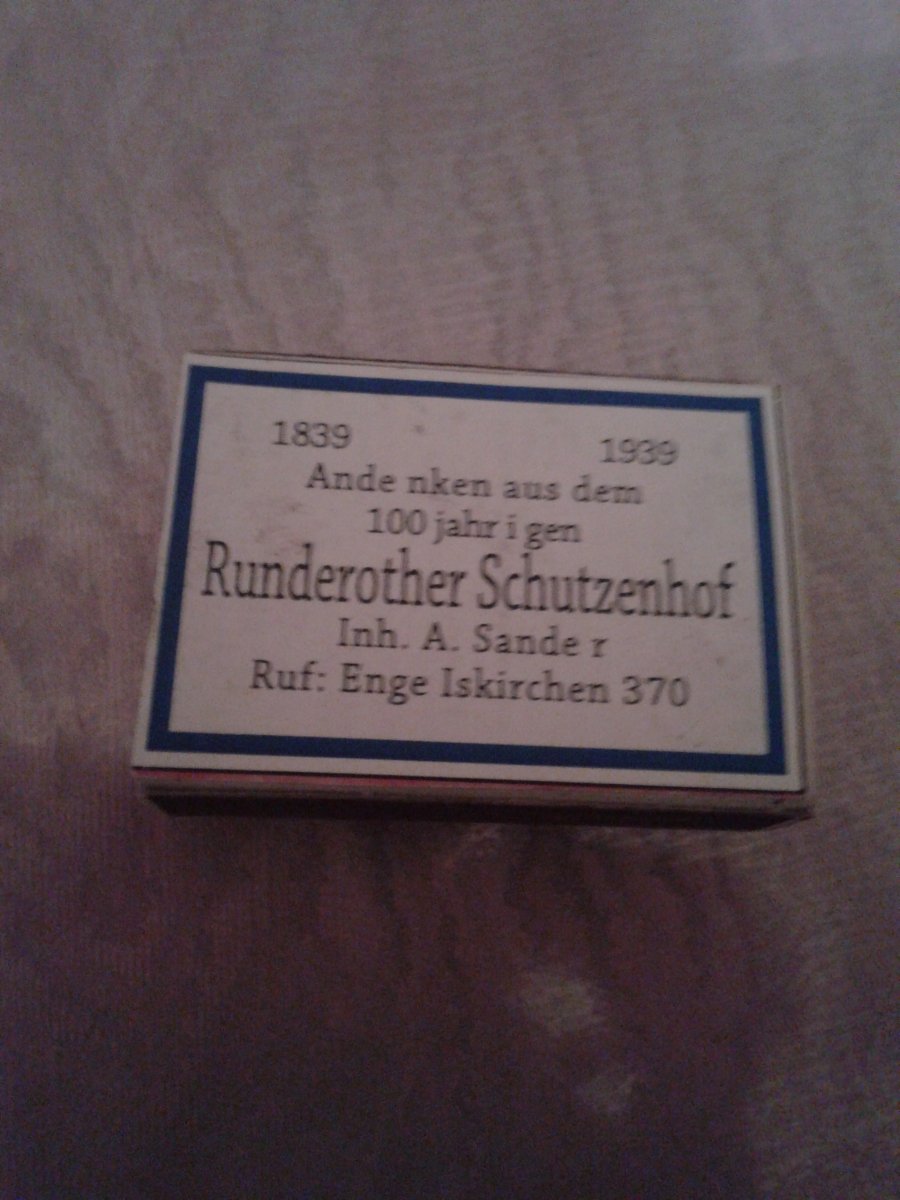 1839 1939
Ande nken aus dem
100 jahr i gen
Runderother Schutzenhof
Inh. A. Sande r
Ruf: Enge Iskirchen 370